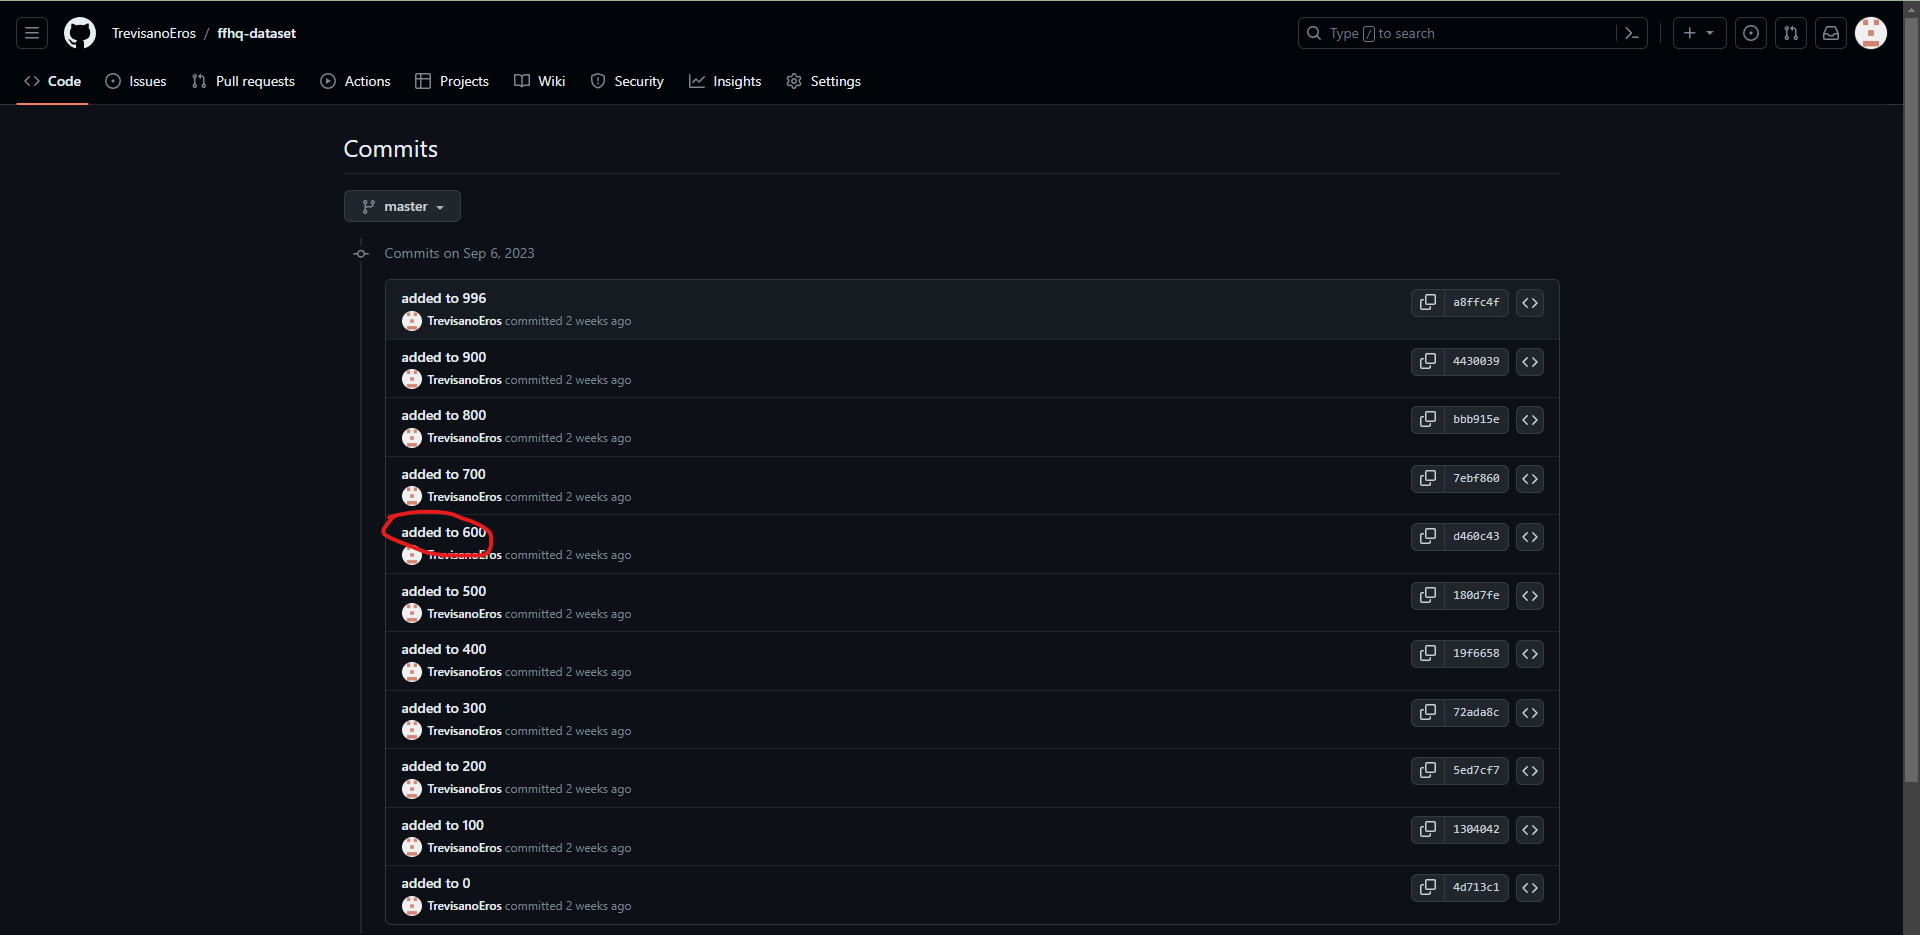 TrevisanoEros / ffhq-dataset
Type / to search
Code Issues Pull requests Actions Projects Wiki Security Insights Settings
Commits
master
Commits on Sep 6, 2023
added to 996
a8ffc4f
TrevisanoEros committed 2 weeks ago
added to 900
4430039
TrevisanoEros committed 2 weeks ago
added to 800
bbb915e
TrevisanoEros committed 2 weeks ago
added to 700
7ebf860
TrevisanoEros committed 2 weeks ago
added to 600
d460c43
TrevisanoEros committed 2 weeks ago
added to 500
180d7fe
TrevisanoEros committed 2 weeks ago
added to 400
19f6658
TrevisanoEros committed 2 weeks ago
added to 300
72ada8c
TrevisanoEros committed 2 weeks ago
added to 200
5ed7cf7
TrevisanoEros committed 2 weeks ago
added to 100
1304042
TrevisanoEros committed 2 weeks ago
added to 0
4d713c1
TrevisanoEros committed 2 weeks ago